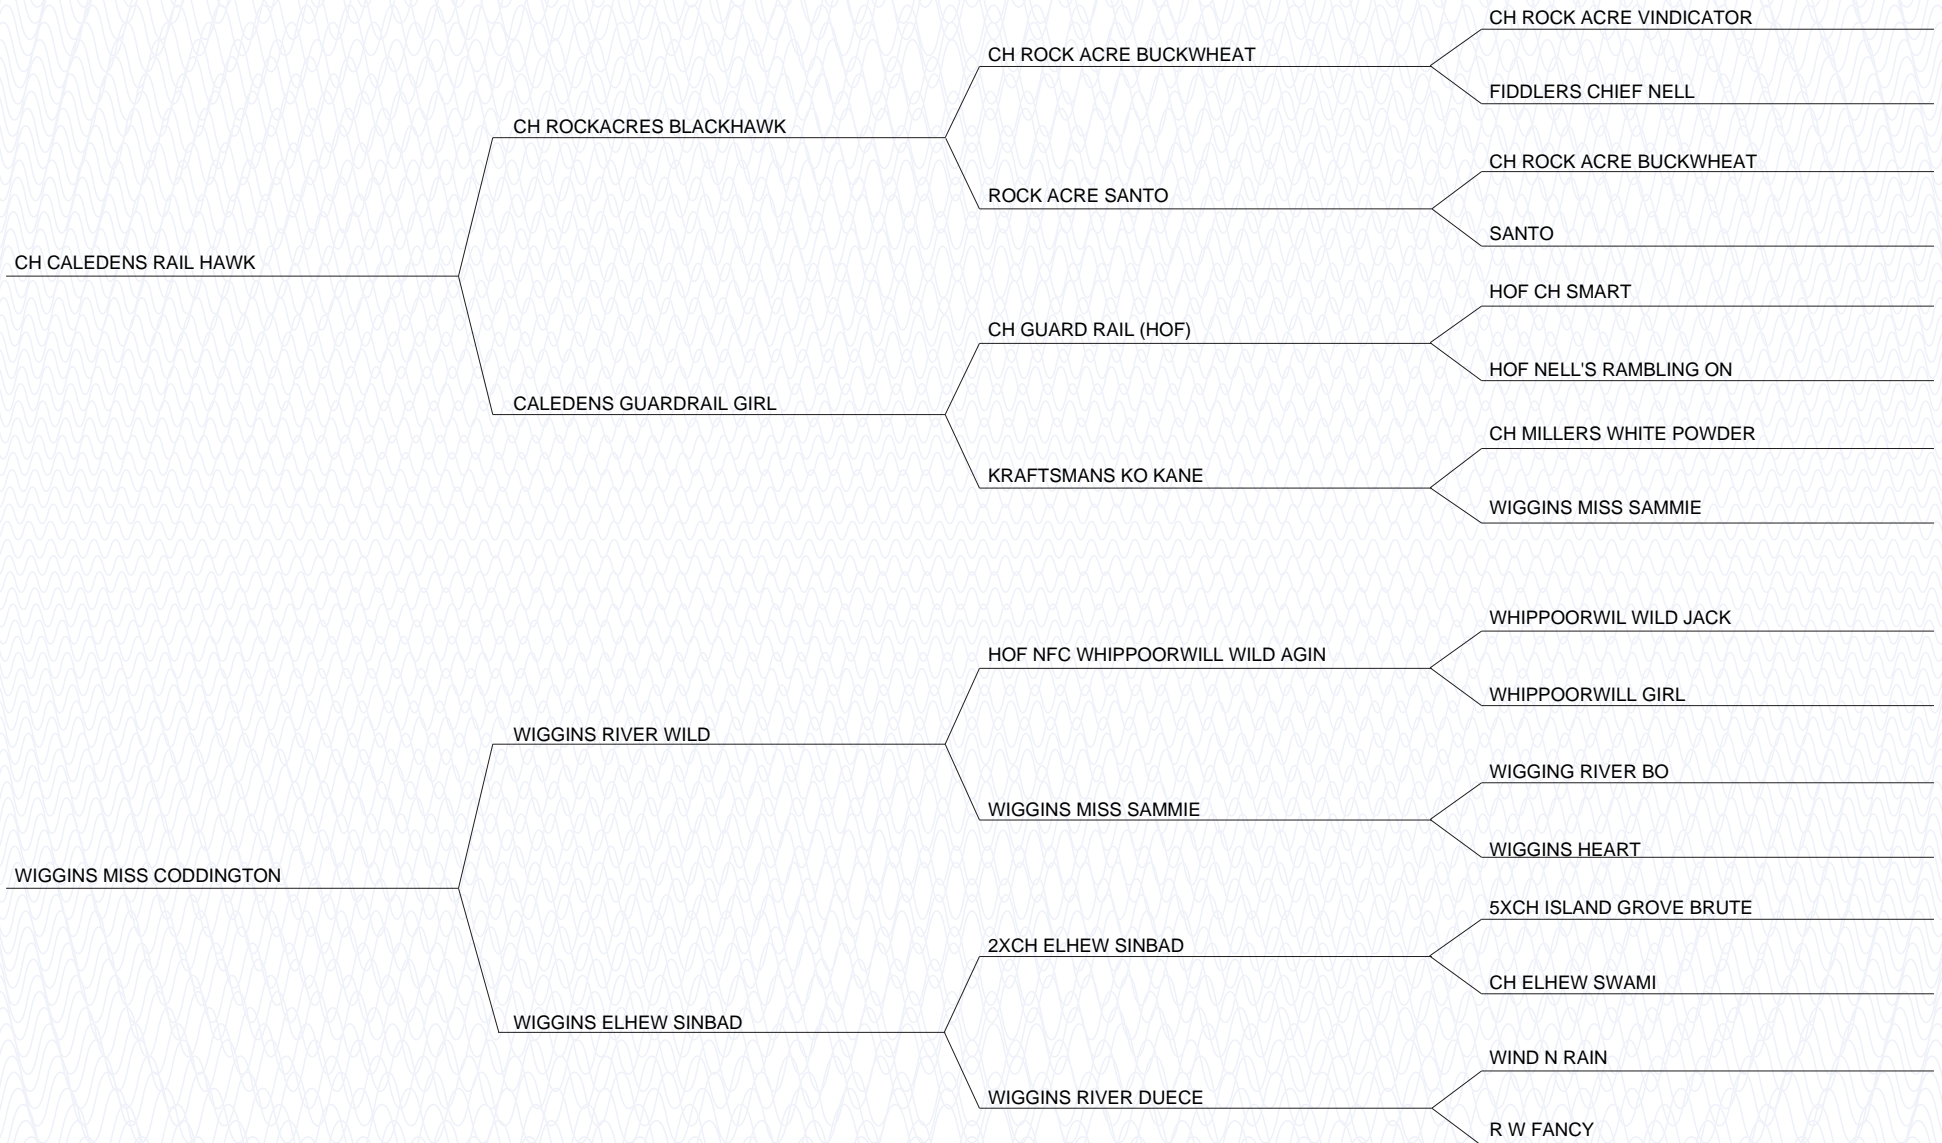 CH ROCK ACRE VINDICATOR
CH ROCK ACRE BUCKWHEAT
FIDDLERS CHIEF NELL
CH ROCKACRES BLACKHAWK
CH ROCK ACRE BUCKWHEAT
ROCK ACRE SANTO
SANTO
CH CALEDENS RAIL HAWK
HOF CH SMART
CH GUARD RAIL (HOF)
HOF NELL'S RAMBLING ON
CALEDENS GUARDRAIL GIRL
CH MILLERS WHITE POWDER
KRAFTSMANS KO KANE
WIGGINS MISS SAMMIE
WHIPPOORWIL WILD JACK
HOF NFC WHIPPOORWILL WILD AGIN
WHIPPOORWILL GIRL
WIGGINS RIVER WILD
WIGGING RIVER BO
WIGGINS MISS SAMMIE
WIGGINS HEART
WIGGINS MISS CODDINGTON
5XCH ISLAND GROVE BRUTE
2XCH ELHEW SINBAD
CH ELHEW SWAMI
WIGGINS ELHEW SINBAD
WIND N RAIN
WIGGINS RIVER DUECE
R W FANCY